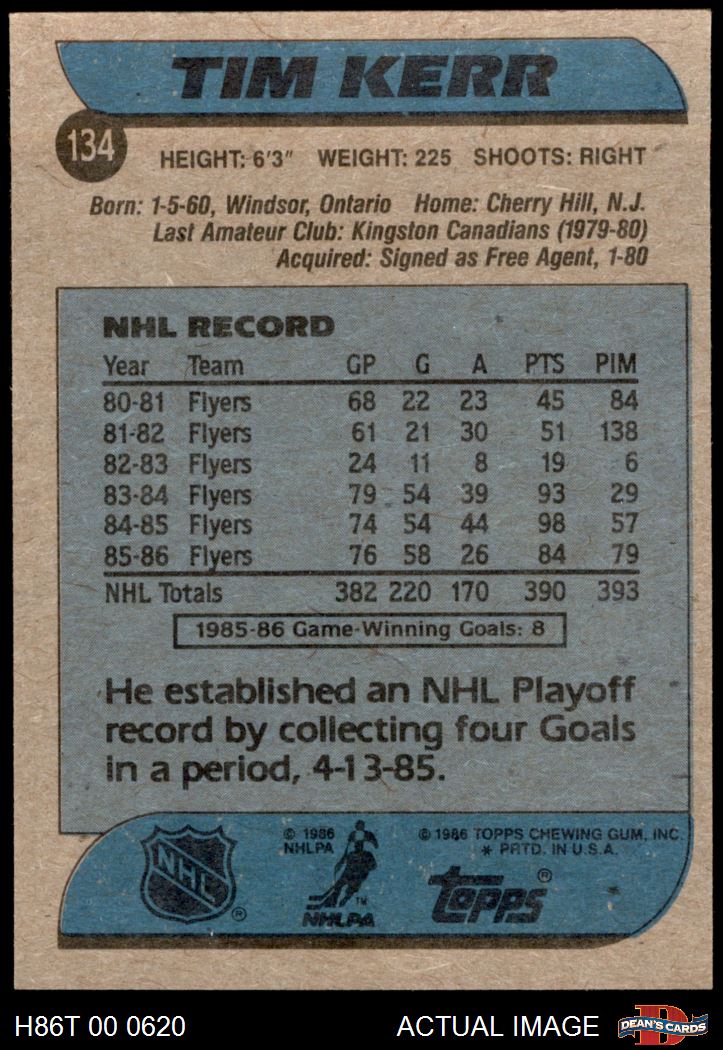 TIM KERR
134
HEIGHT: 6'3" WEIGHT: 225 SHOOTS: RIGHT
Born: 1-5-60, Windsor, Ontario Home: Cherry Hill, N.J.
Last Amateur Club: Kingston Canadians (1979-80)
Acquired: Signed as Free Agent, 1-80
NHL RECORD
Year Team GP G A PTS PIM
80-81 Flyers 68 22 23 45 84
81-82 Flyers 61 21 30 51 138
82-83 Flyers 24 11 8 19 6
83-84 Flyers 79 54 39 93 29
84-85 Flyers 74 54 44 98 57
85-86 Flyers 76 58 26 84 79
NHL Totals 382 220 170 390 393
1985-86 Game-Winning Goals: 8
He established an NHL Playoff
record by collecting four Goals
in a period, 4-13-85.
NHL ®
© 1986
NHLPA
TM
NHLPA
© 1986 TOPPS CHEWING GUM, INC.
* PRTD. IN U.S.A.
Topps ®
H86T 00 0620 ACTUAL IMAGE
D
DEAN'S CARDS